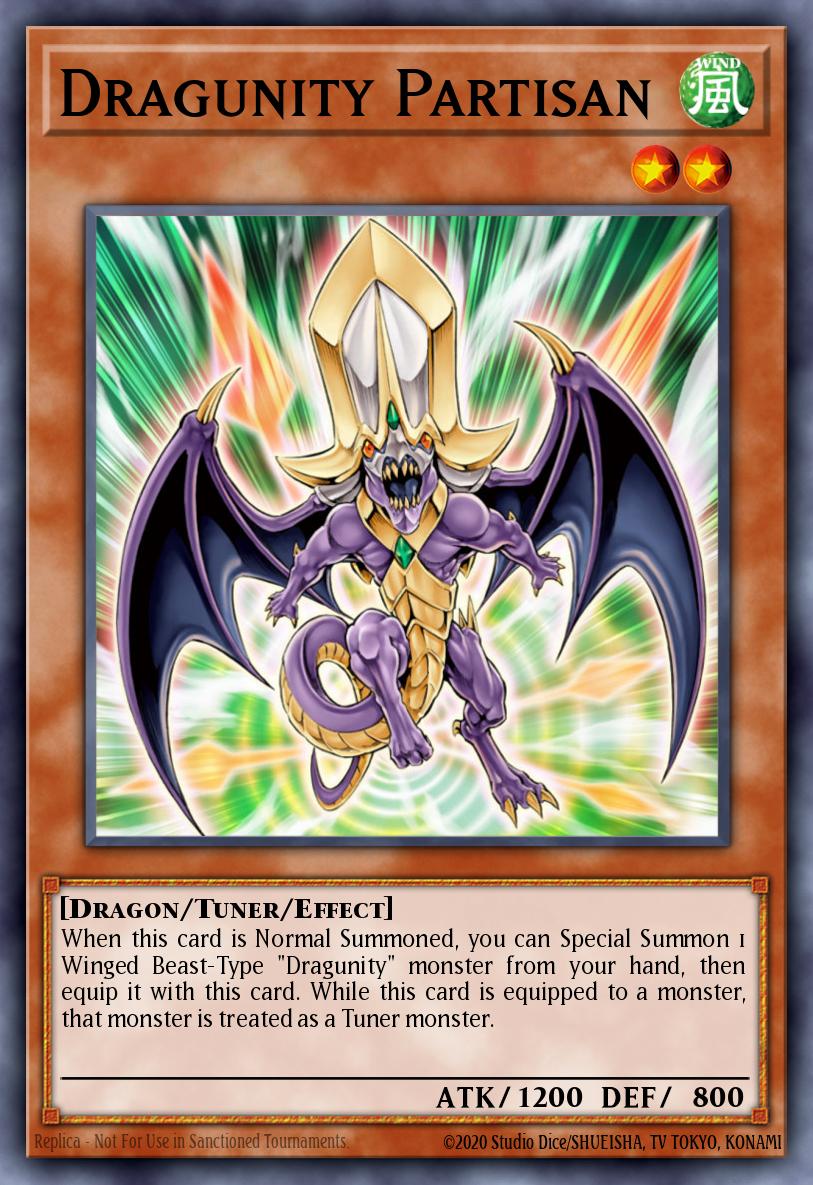 Dragunity Partisan
WIND
風
[Dragon/Tuner/Effect]
When this card is Normal Summoned, you can Special Summon 1
Winged Beast-Type "Dragunity" monster from your hand, then
equip it with this card. While this card is equipped to a monster,
that monster is treated as a Tuner monster.
ATK/ 1200 DEF/ 800
Replica - Not For Use in Sanctioned Tournaments.
©2020 Studio Dice/SHUEISHA, TV TOKYO, KONAMI